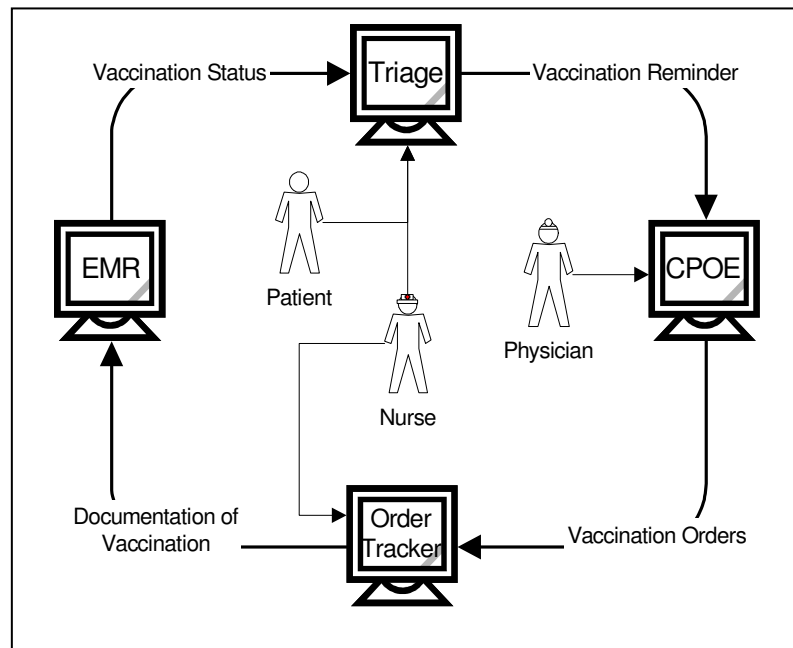 Vaccination Status
Triage
Vaccination Reminder
EMR
Patient
CPOE
Physician
Nurse
Documentation of
Vaccination
Order
Tracker
Vaccination Orders